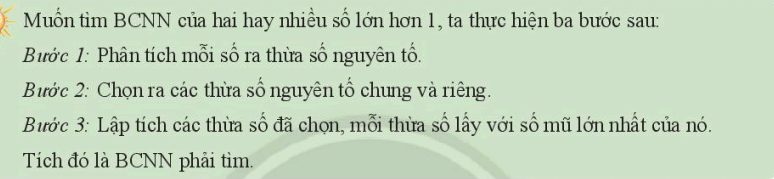 Muốn tìm BCNN của hai hay nhiều số lớn hơn 1, ta thực hiện ba bước sau:
Bước 1: Phân tích mỗi số ra thừa số nguyên tố.
Bước 2: Chọn ra các thừa số nguyên tố chung và riêng.
Bước 3: Lập tích các thừa số đã chọn, mỗi thừa số lấy với số mũ lớn nhất của nó.
Tích đó là BCNN phải tìm.